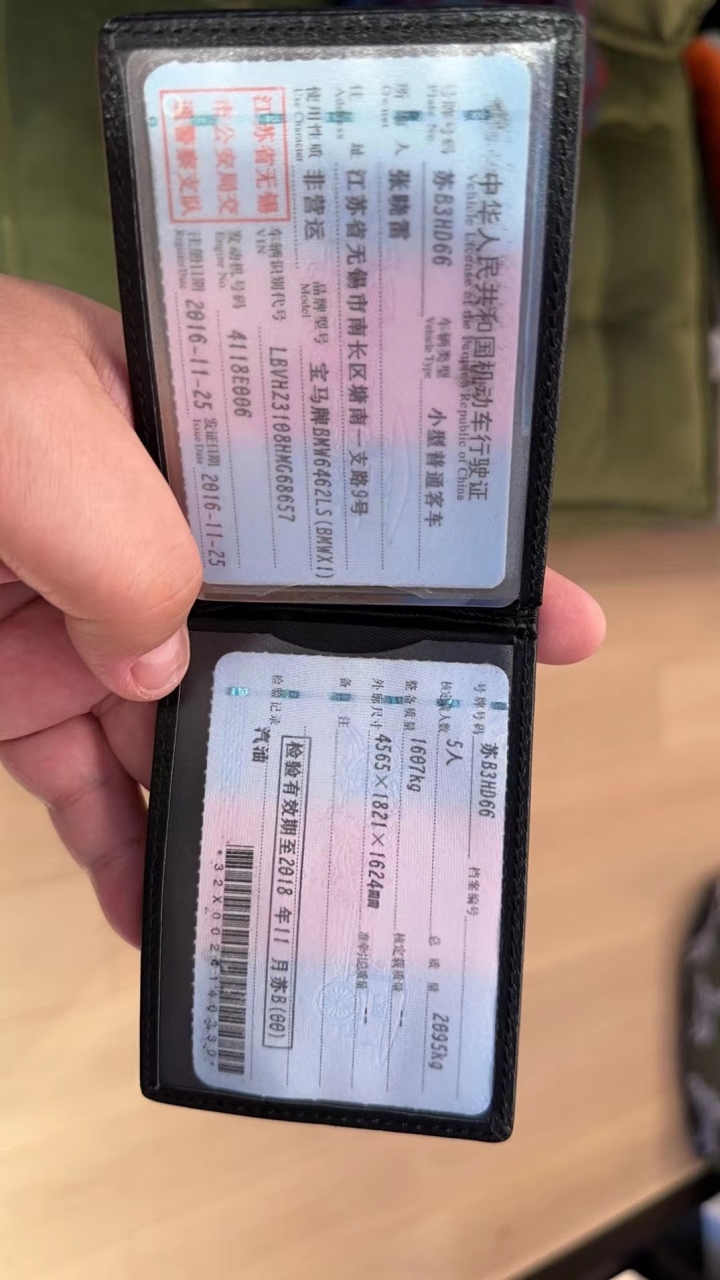 中华人民共和国机动车行驶证
Vehicle License of the People's Republic of China
号牌号码 苏B3HD66 车辆类型 小型普通客车
Plate No. Vehicle Type
所 人 张晓雷
Owner
住 址 江苏省无锡市南长区塘南一支路9号
Address
使用性质 非营运 品牌型号 宝马牌BMW6462LS(BMWX1)
Use Character Model
江苏省无锡
市公安局交
通警察支队
车辆识别代号 LBVHZ3108HMG68657
VIN
发动机号码 4118E006
Engine No.
注册日期 2016-11-25 发证日期 2016-11-25
Register Date Issue Date
号牌号码 苏B3HD66 档案编号
核定载人数 5人 总质量 2095kg
整备质量 1607kg 核定载质量 --
外廓尺寸 4565×1821×1624mm 准牵引总质量 --
备 注
检验有效期至2018 年11 月苏B(00)
检验记录
汽油